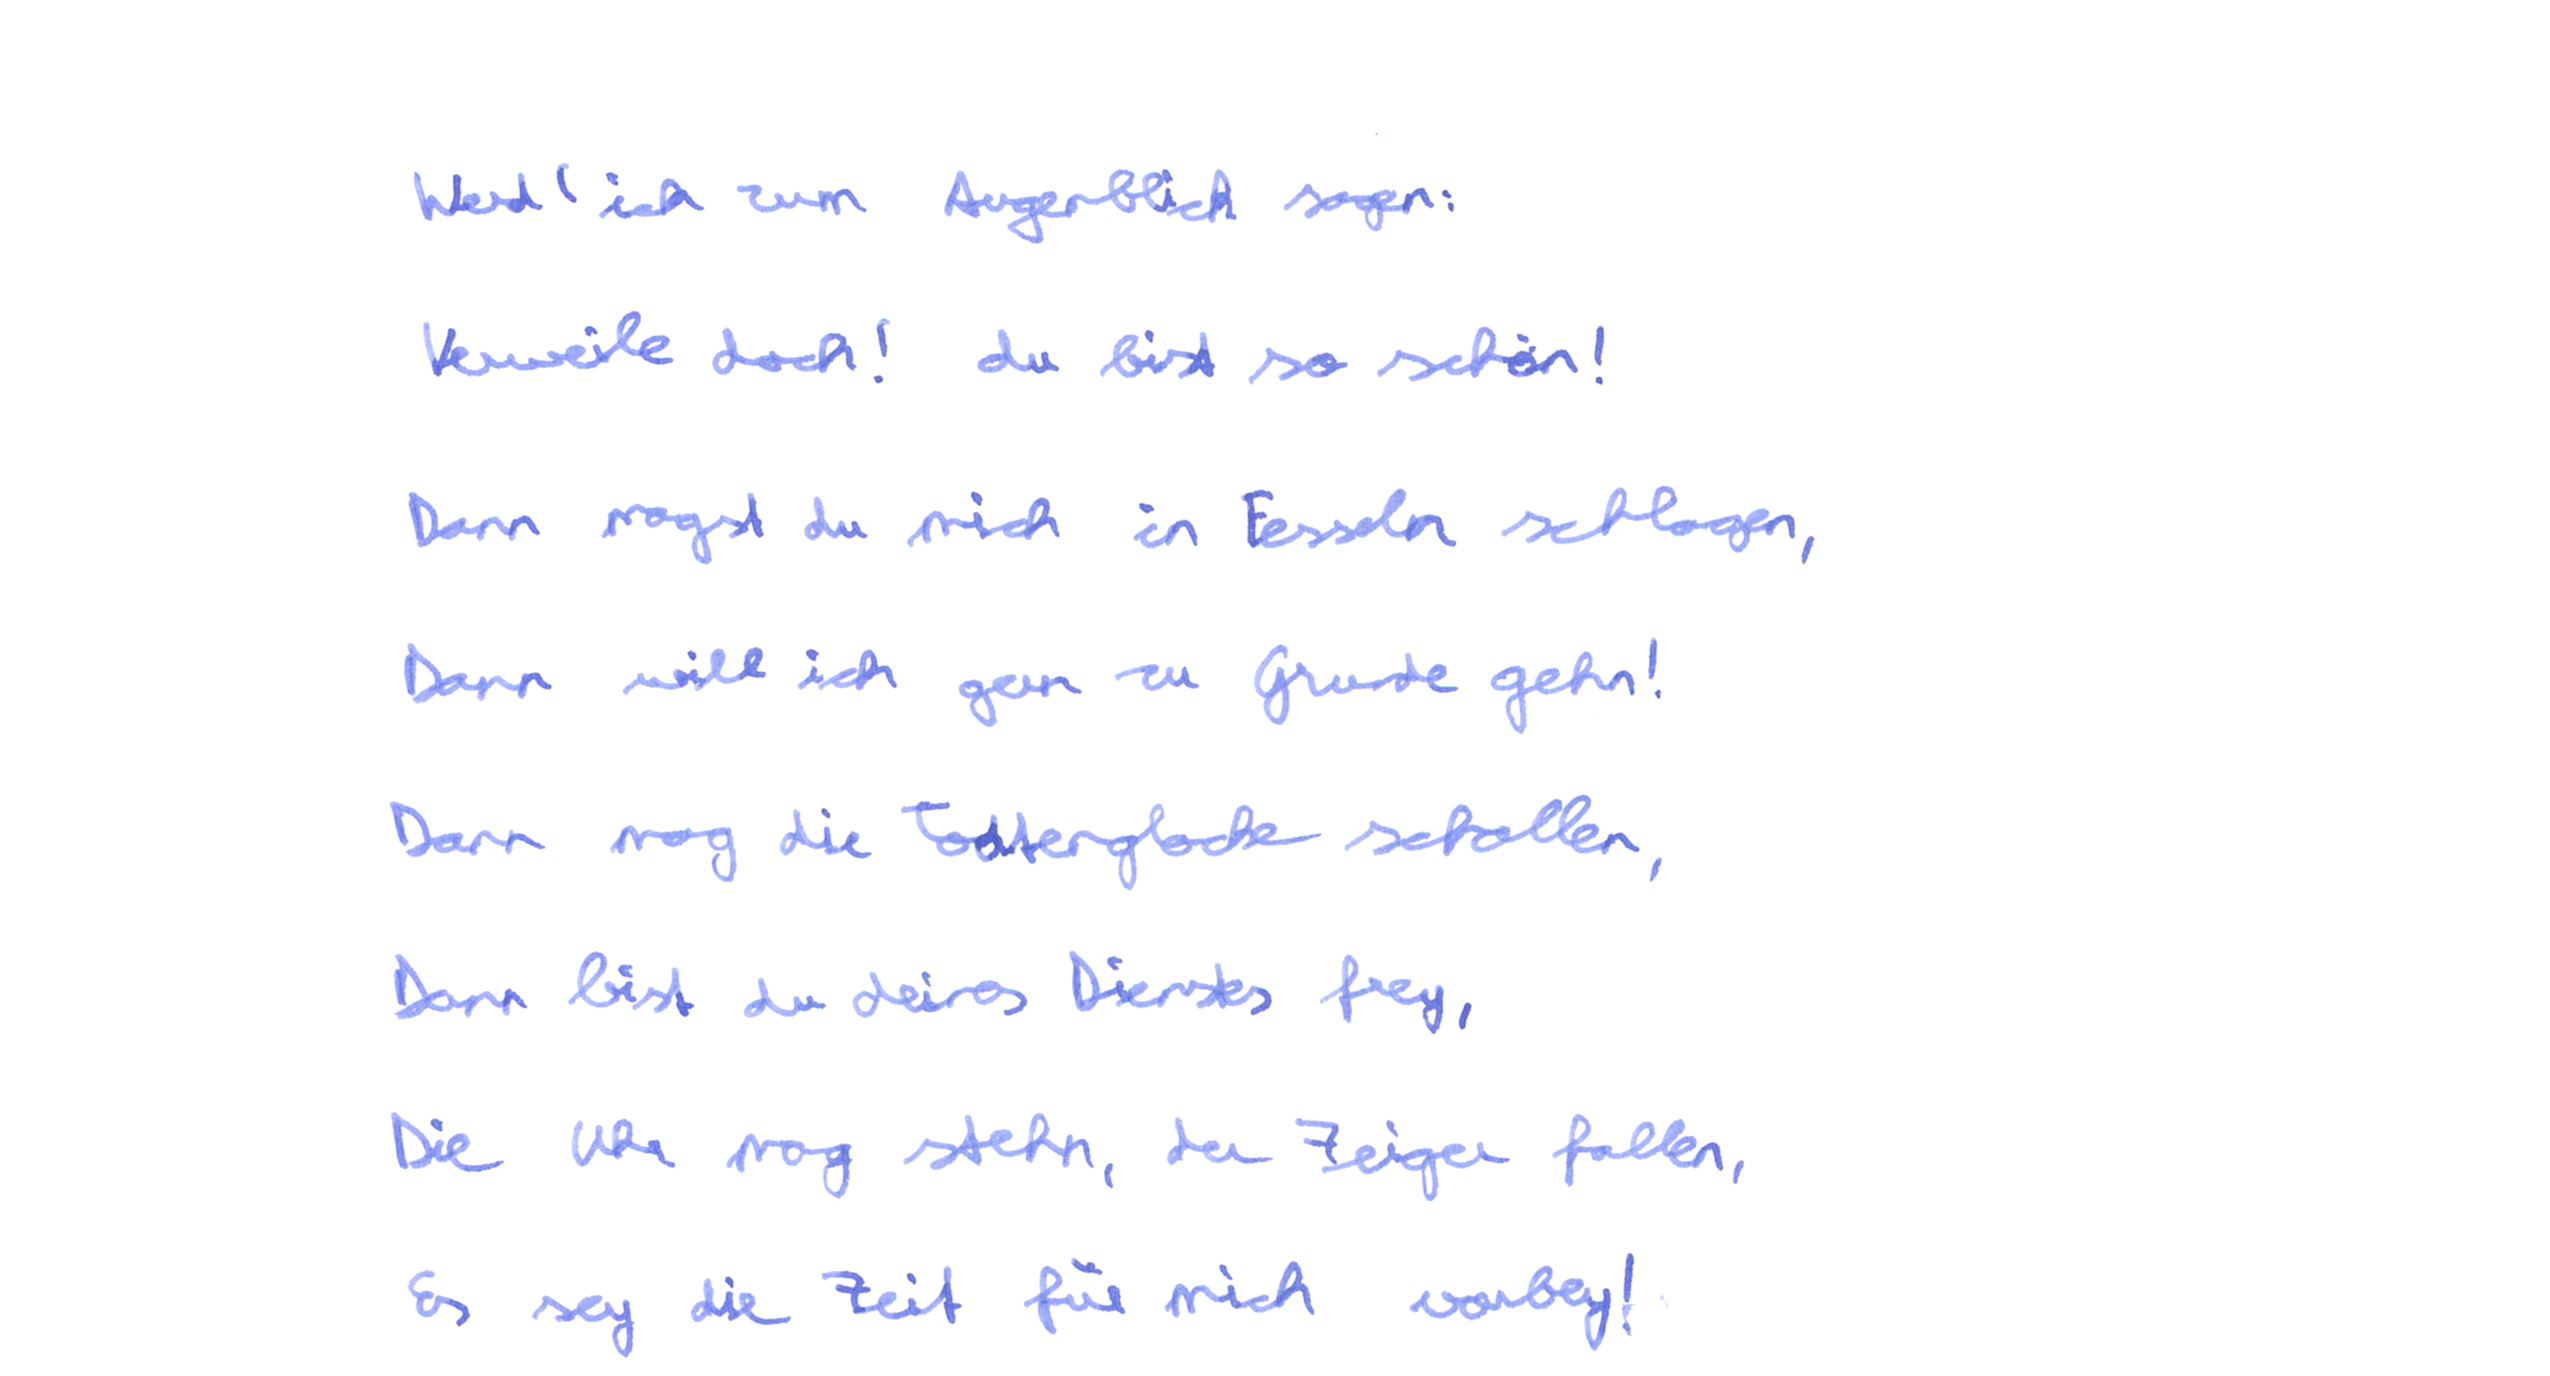 Werd' ich zum Augenblick sagen:
Verweile doch! du bist so schön!
Dann magst du mich in Fesseln schlagen,
Dann will ich gern zu Grunde gehn!
Dann mag die Todtenglocke schallen,
Dann bist du deines Dienstes frey,
Die Uhr mag stehn, der Zeiger fallen,
Es sey die Zeit für mich vorbey!